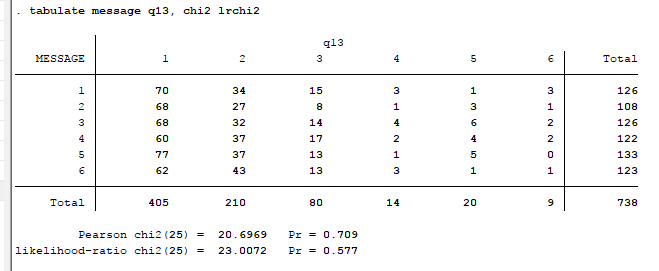 . tabulate message q13, chi2 lrchi2
q13
MESSAGE 1 2 3 4 5 6 Total
1 70 34 15 3 1 3 126
2 68 27 8 1 3 1 108
3 68 32 14 4 6 2 126
4 60 37 17 2 4 2 122
5 77 37 13 1 5 0 133
6 62 43 13 3 1 1 123
Total 405 210 80 14 20 9 738
Pearson chi2(25) = 20.6969 Pr = 0.709
likelihood-ratio chi2(25) = 23.0072 Pr = 0.577